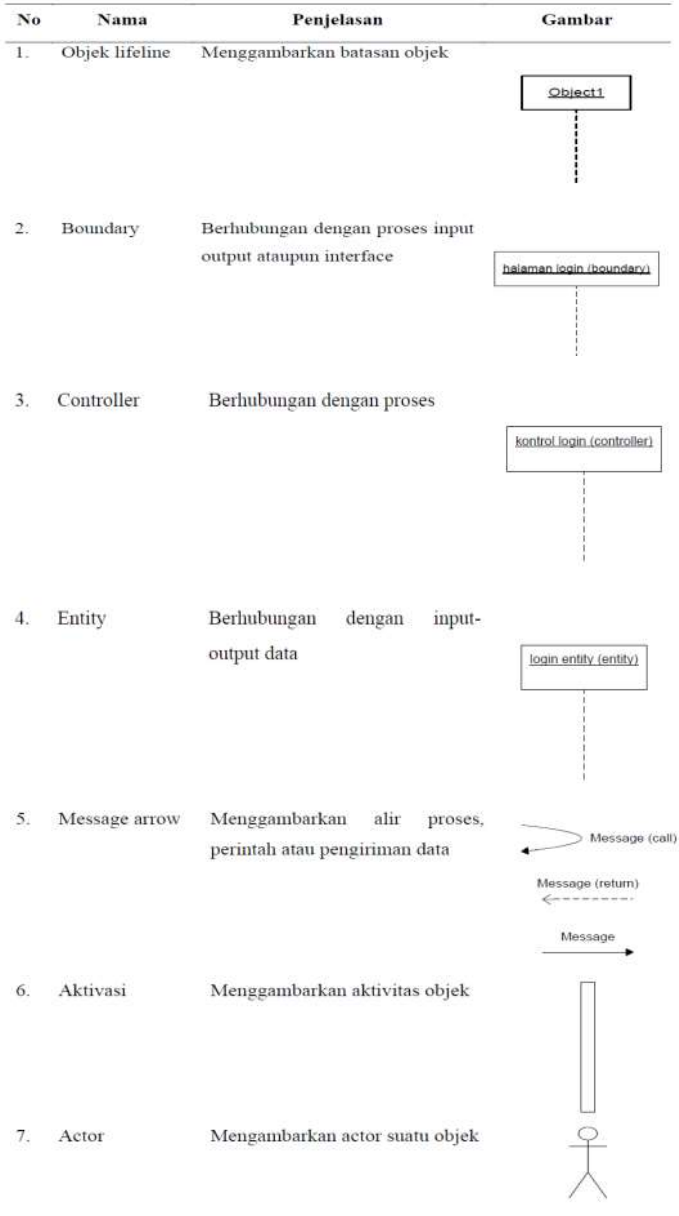 No Nama Penjelasan Gambar
1. Objek lifeline Menggambarkan batasan objek
Object1
2. Boundary Berhubungan dengan proses input
output ataupun interface
halaman login (boundary)
3. Controller Berhubungan dengan proses
kontrol login (controller)
4. Entity Berhubungan dengan input-
output data
login entity (entity)
5. Message arrow Menggambarkan alir proses,
perintah atau pengiriman data
Message (call)
Message (return)
Message
6. Aktivasi Menggambarkan aktivitas objek
7. Actor Mengambarkan actor suatu objek